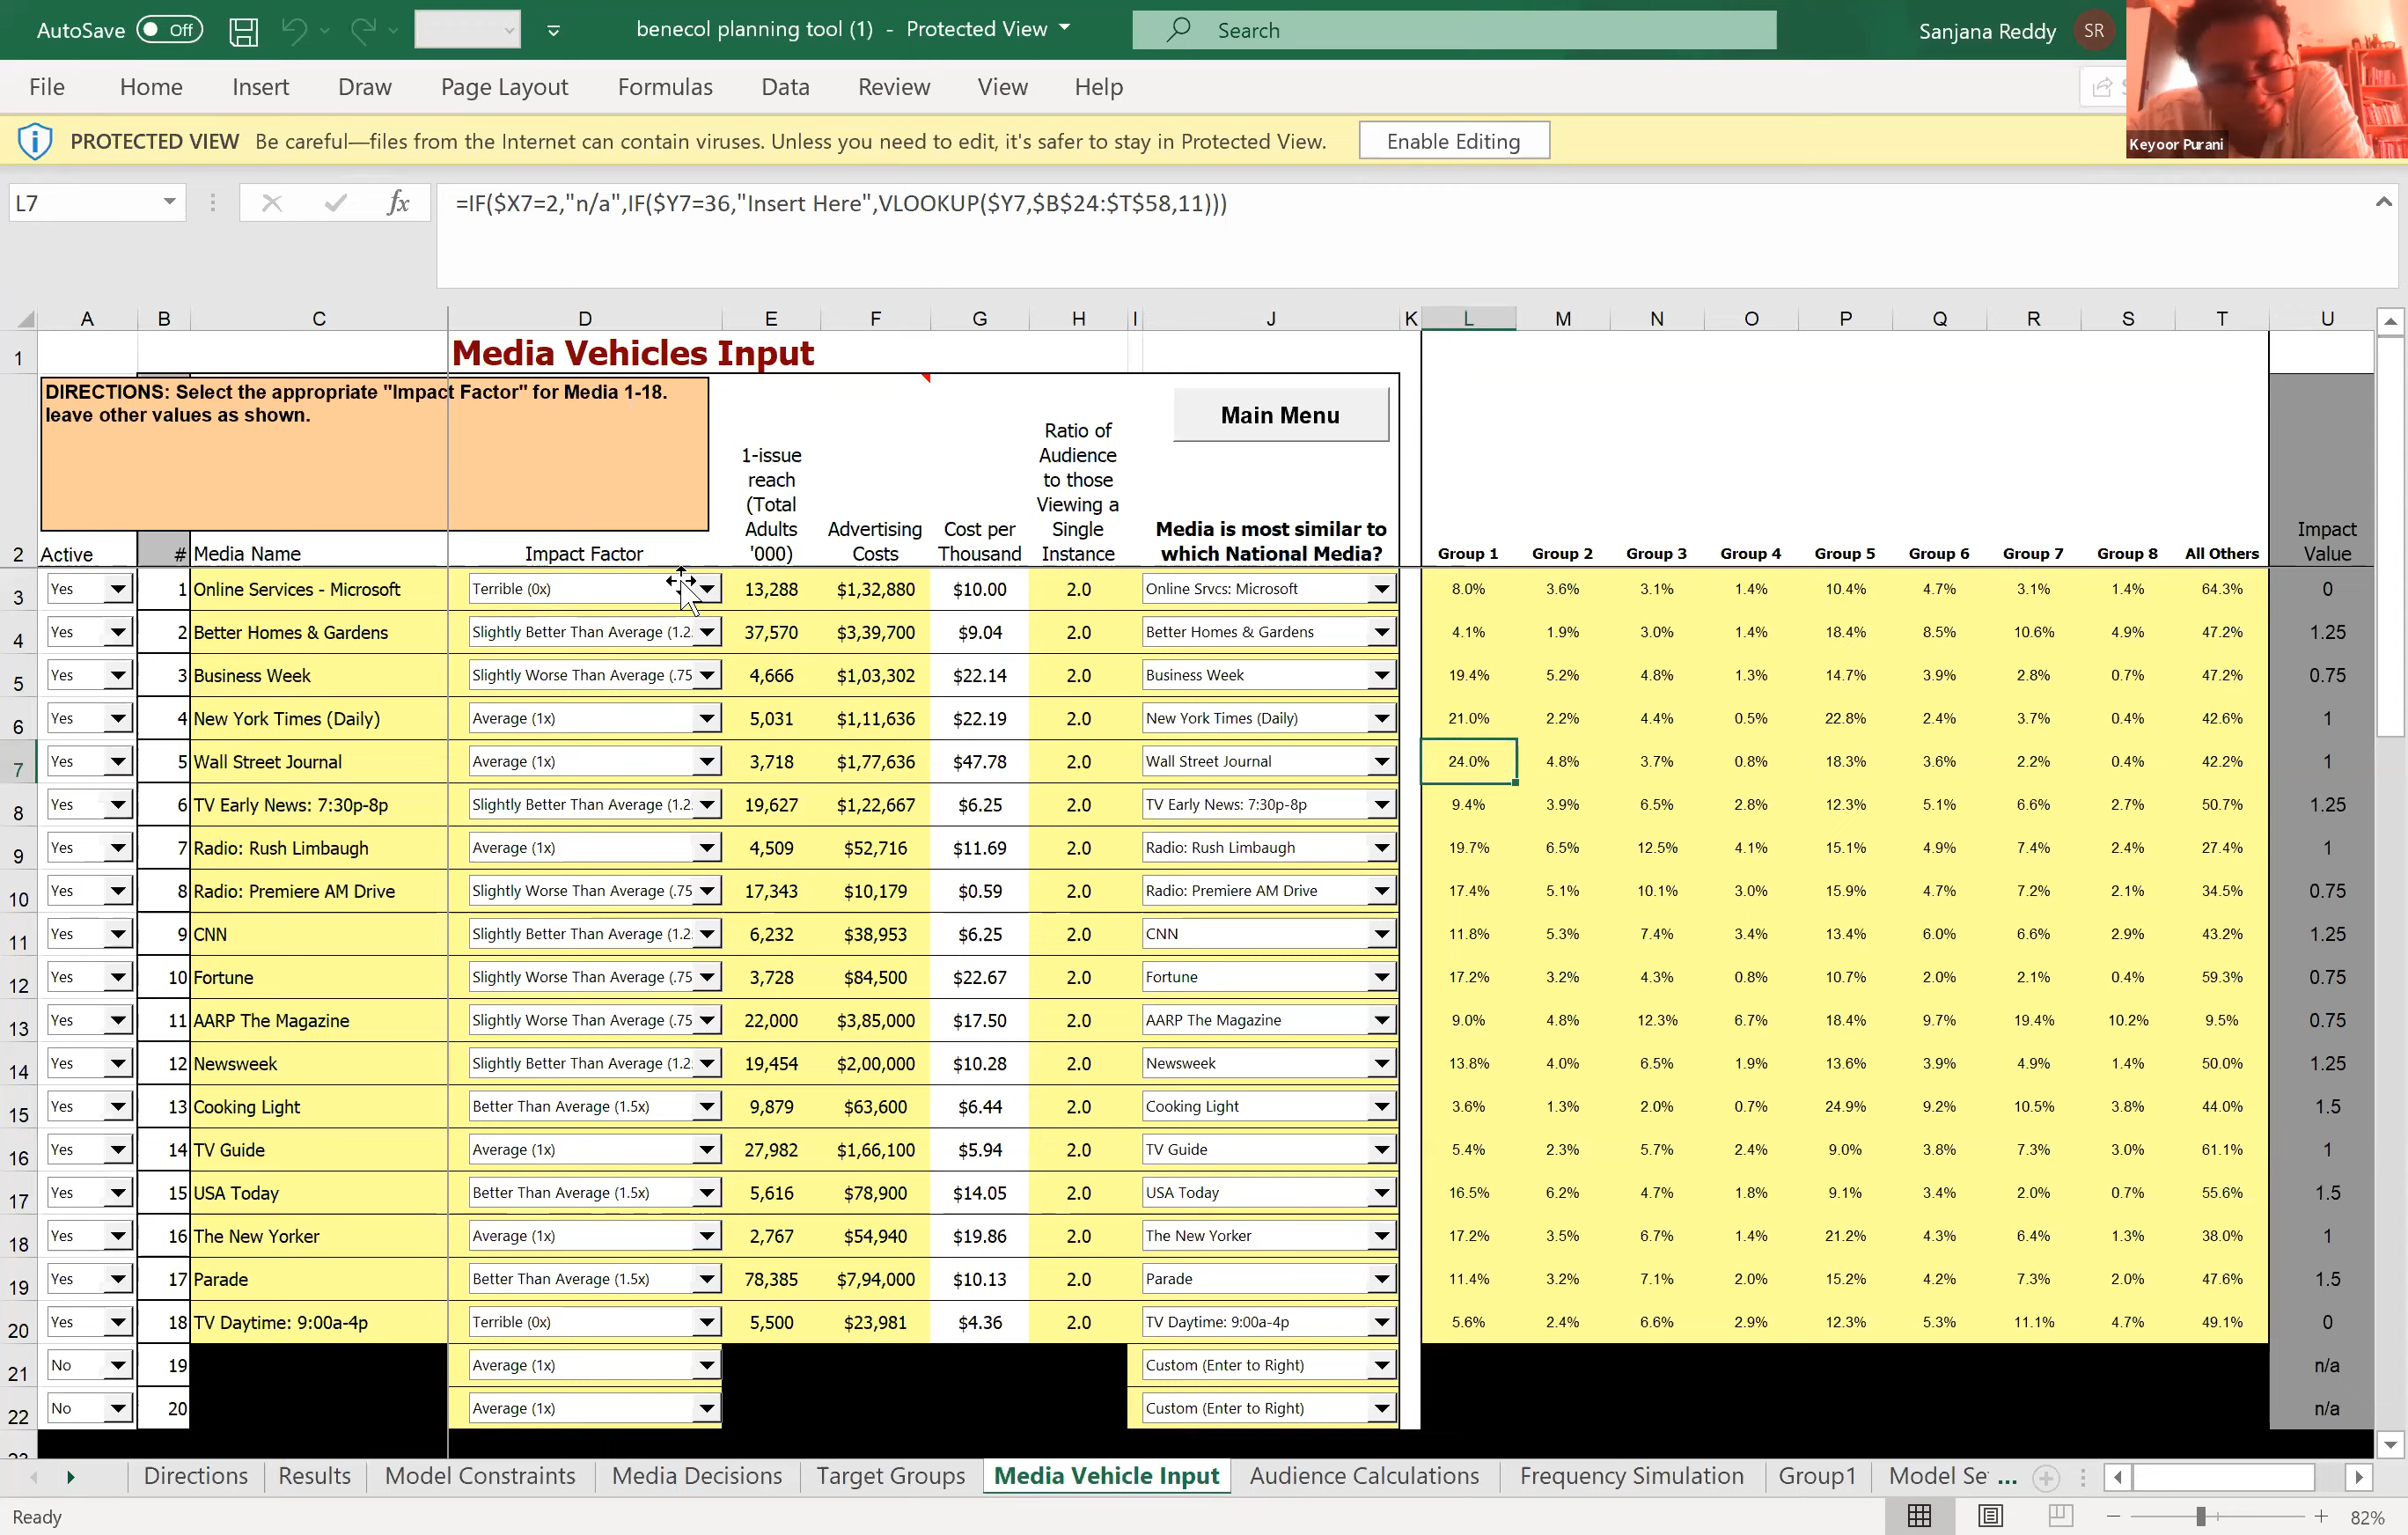 AutoSave Off benecol planning tool (1) - Protected View Search Sanjana Reddy SR
File Home Insert Draw Page Layout Formulas Data Review View Help
PROTECTED VIEW Be careful—files from the Internet can contain viruses. Unless you need to edit, it's safer to stay in Protected View. Enable Editing
Keyoor Purani
L7 fx =IF($X7=2,"n/a",IF($Y7=36,"Insert Here",VLOOKUP($Y7,$B$24:$T$58,11)))
A B C D E F G H I J K L M N O P Q R S T U
1 Media Vehicles Input
DIRECTIONS: Select the appropriate "Impact Factor" for Media 1-18.
leave other values as shown.
Main Menu
2 Active # Media Name Impact Factor 1-issue reach (Total Adults '000) Advertising Costs Cost per Thousand Ratio of Audience to those Viewing a Single Instance Media is most similar to which National Media? Group 1 Group 2 Group 3 Group 4 Group 5 Group 6 Group 7 Group 8 All Others Impact Value
3 Yes 1 Online Services - Microsoft Terrible (0x) 13,288 $1,32,880 $10.00 2.0 Online Srvcs: Microsoft 8.0% 3.6% 3.1% 1.4% 10.4% 4.7% 3.1% 1.4% 64.3% 0
4 Yes 2 Better Homes & Gardens Slightly Better Than Average (1.2 37,570 $3,39,700 $9.04 2.0 Better Homes & Gardens 4.1% 1.9% 3.0% 1.4% 18.4% 8.5% 10.6% 4.9% 47.2% 1.25
5 Yes 3 Business Week Slightly Worse Than Average (.75 4,666 $1,03,302 $22.14 2.0 Business Week 19.4% 5.2% 4.8% 1.3% 14.7% 3.9% 2.8% 0.7% 47.2% 0.75
6 Yes 4 New York Times (Daily) Average (1x) 5,031 $1,11,636 $22.19 2.0 New York Times (Daily) 21.0% 2.2% 4.4% 0.5% 22.8% 2.4% 3.7% 0.4% 42.6% 1
7 Yes 5 Wall Street Journal Average (1x) 3,718 $1,77,636 $47.78 2.0 Wall Street Journal 24.0% 4.8% 3.7% 0.8% 18.3% 3.6% 2.2% 0.4% 42.2% 1
8 Yes 6 TV Early News: 7:30p-8p Slightly Better Than Average (1.2 19,627 $1,22,667 $6.25 2.0 TV Early News: 7:30p-8p 9.4% 3.9% 6.5% 2.8% 12.3% 5.1% 6.6% 2.7% 50.7% 1.25
9 Yes 7 Radio: Rush Limbaugh Average (1x) 4,509 $52,716 $11.69 2.0 Radio: Rush Limbaugh 19.7% 6.5% 12.5% 4.1% 15.1% 4.9% 7.4% 2.4% 27.4% 1
10 Yes 8 Radio: Premiere AM Drive Slightly Worse Than Average (.75 17,343 $10,179 $0.59 2.0 Radio: Premiere AM Drive 17.4% 5.1% 10.1% 3.0% 15.9% 4.7% 7.2% 2.1% 34.5% 0.75
11 Yes 9 CNN Slightly Better Than Average (1.2 6,232 $38,953 $6.25 2.0 CNN 11.8% 5.3% 7.4% 3.4% 13.4% 6.0% 6.6% 2.9% 43.2% 1.25
12 Yes 10 Fortune Slightly Worse Than Average (.75 3,728 $84,500 $22.67 2.0 Fortune 17.2% 3.2% 4.3% 0.8% 10.7% 2.0% 2.1% 0.4% 59.3% 0.75
13 Yes 11 AARP The Magazine Slightly Worse Than Average (.75 22,000 $3,85,000 $17.50 2.0 AARP The Magazine 9.0% 4.8% 12.3% 6.7% 18.4% 9.7% 19.4% 10.2% 9.5% 0.75
14 Yes 12 Newsweek Slightly Better Than Average (1.2 19,454 $2,00,000 $10.28 2.0 Newsweek 13.8% 4.0% 6.5% 1.9% 13.6% 3.9% 4.9% 1.4% 50.0% 1.25
15 Yes 13 Cooking Light Better Than Average (1.5x) 9,879 $63,600 $6.44 2.0 Cooking Light 3.6% 1.3% 2.0% 0.7% 24.9% 9.2% 10.5% 3.8% 44.0% 1.5
16 Yes 14 TV Guide Average (1x) 27,982 $1,66,100 $5.94 2.0 TV Guide 5.4% 2.3% 5.7% 2.4% 9.0% 3.8% 7.3% 3.0% 61.1% 1
17 Yes 15 USA Today Better Than Average (1.5x) 5,616 $78,900 $14.05 2.0 USA Today 16.5% 6.2% 4.7% 1.8% 9.1% 3.4% 2.0% 0.7% 55.6% 1.5
18 Yes 16 The New Yorker Average (1x) 2,767 $54,940 $19.86 2.0 The New Yorker 17.2% 3.5% 6.7% 1.4% 21.2% 4.3% 6.4% 1.3% 38.0% 1
19 Yes 17 Parade Better Than Average (1.5x) 78,385 $7,94,000 $10.13 2.0 Parade 11.4% 3.2% 7.1% 2.0% 15.2% 4.2% 7.3% 2.0% 47.6% 1.5
20 Yes 18 TV Daytime: 9:00a-4p Terrible (0x) 5,500 $23,981 $4.36 2.0 TV Daytime: 9:00a-4p 5.6% 2.4% 6.6% 2.9% 12.3% 5.3% 11.1% 4.7% 49.1% 0
21 No 19 Average (1x) Custom (Enter to Right) n/a
22 No 20 Average (1x) Custom (Enter to Right) n/a
Directions Results Model Constraints Media Decisions Target Groups Media Vehicle Input Audience Calculations Frequency Simulation Group1 Model Se ...
Ready 82%